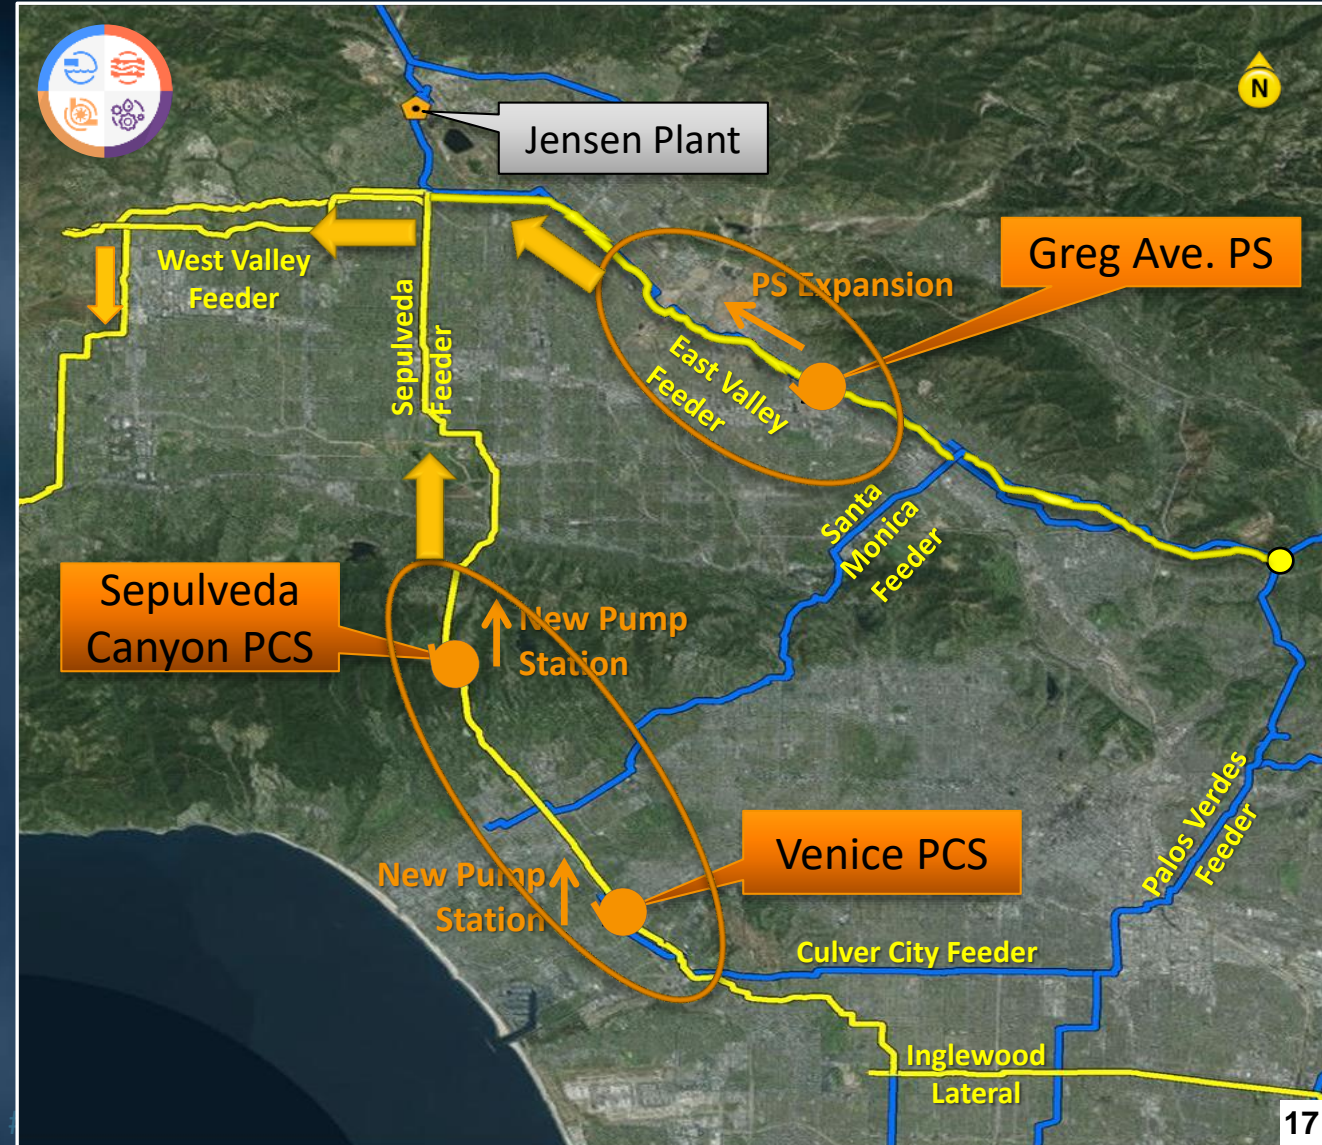 N
Jensen Plant
Greg Ave. PS
West Valley
Feeder
PS Expansion
Sepulveda
Feeder
East Valley
Feeder
Santa
Monica
Feeder
Sepulveda
Canyon PCS
New Pump
Station
Venice PCS
New Pump
Station
Palos Verdes
Feeder
Culver City Feeder
Inglewood
Lateral
17